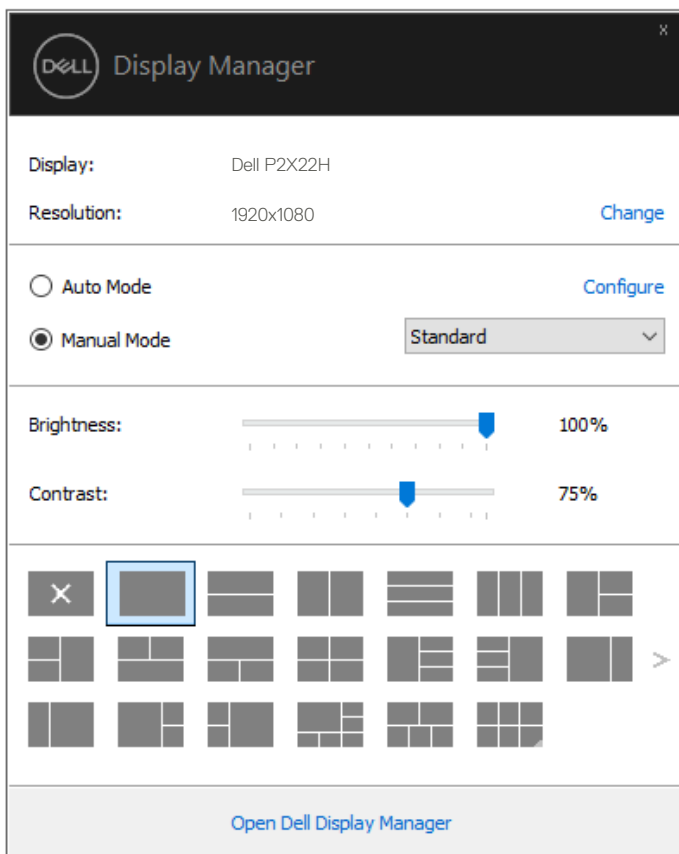 x
DELL Display Manager
Display: Dell P2X22H
Resolution: 1920x1080 Change
Auto Mode Configure
Manual Mode Standard
Brightness: 100%
Contrast: 75%
Open Dell Display Manager